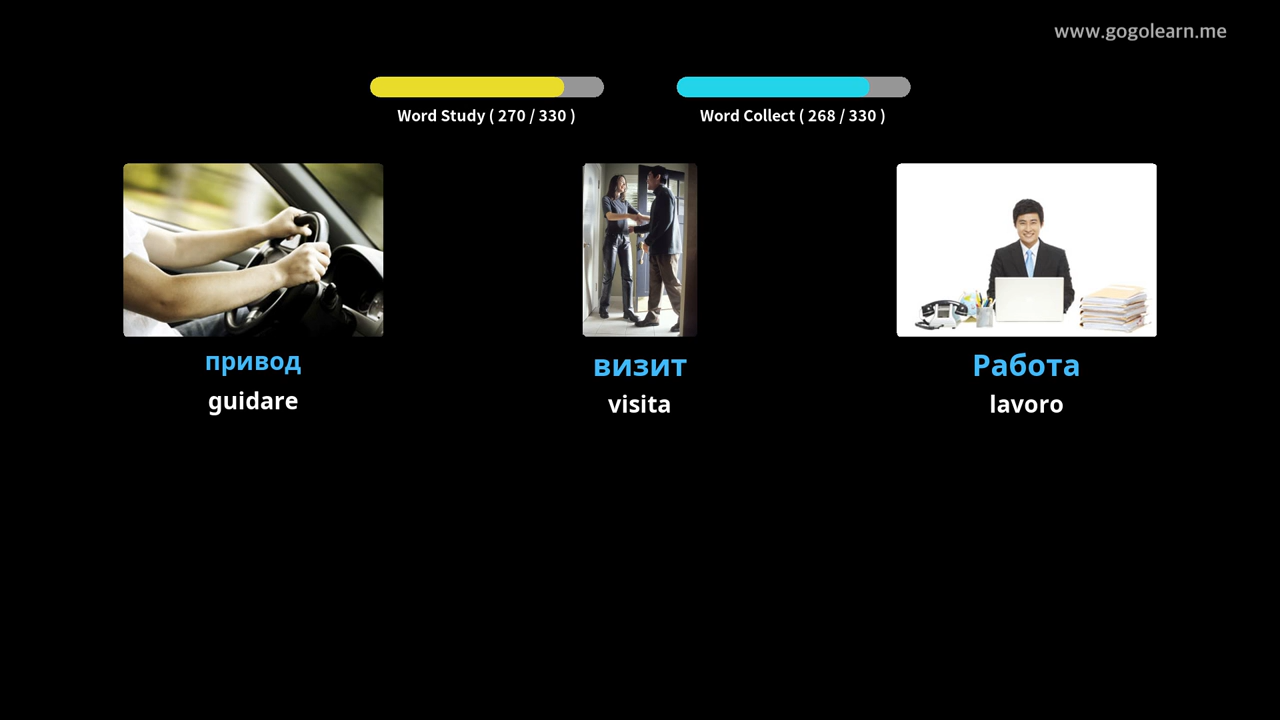 www.gogolearn.me
Word Study ( 270 / 330 )
Word Collect ( 268 / 330 )
привод
визит
Работа
guidare
visita
lavoro